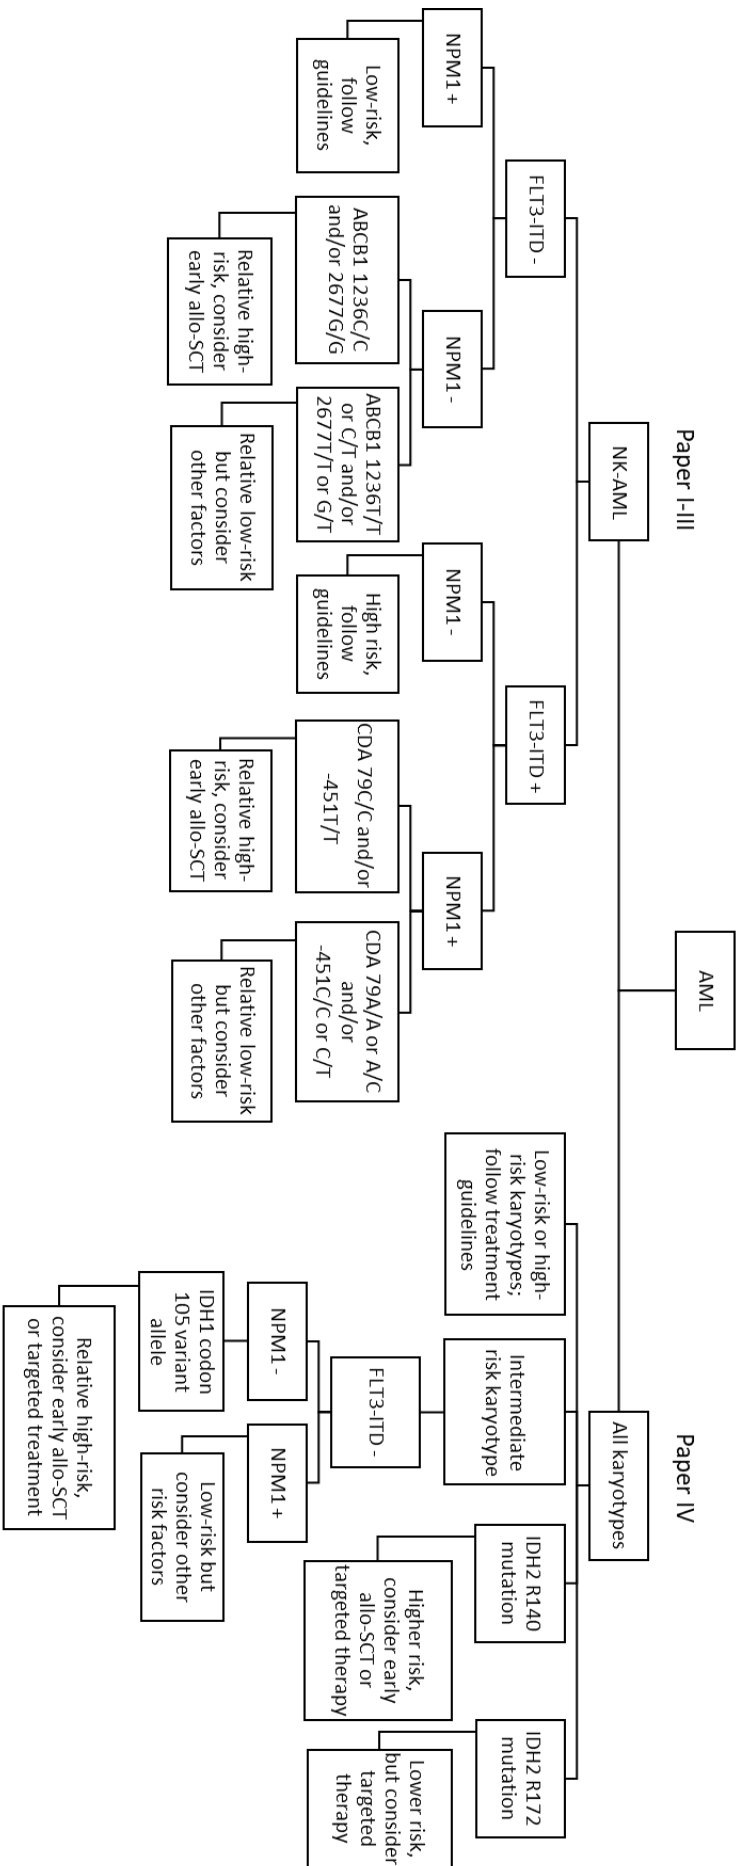 Paper I-III
Paper IV
AML
NK-AML
All karyotypes
FLT3-ITD -
FLT3-ITD +
NPM1 +
NPM1 -
NPM1 -
NPM1 +
Low-risk,
follow
guidelines
ABCB1 1236C/C
and/or 2677G/G
Relative high-
risk, consider
early allo-SCT
ABCB1 1236T/T
or C/T and/or
2677T/T or G/T
Relative low-risk
but consider
other factors
High risk,
follow
guidelines
CDA 79C/C and/or
-451T/T
Relative high-
risk, consider
early allo-SCT
CDA 79A/A or A/C
and/or
-451C/C or C/T
Relative low-risk
but consider
other factors
Low-risk or high-
risk karyotypes;
follow treatment
guidelines
Intermediate
risk karyotype
FLT3-ITD -
NPM1 -
IDH1 codon
105 variant
allele
Relative high-risk,
consider early allo-SCT
or targeted treatment
NPM1 +
Low-risk but
consider other
risk factors
IDH2 R140
mutation
Higher risk,
consider early
allo-SCT or
targeted therapy
IDH2 R172
mutation
Lower risk,
but consider
targeted
therapy